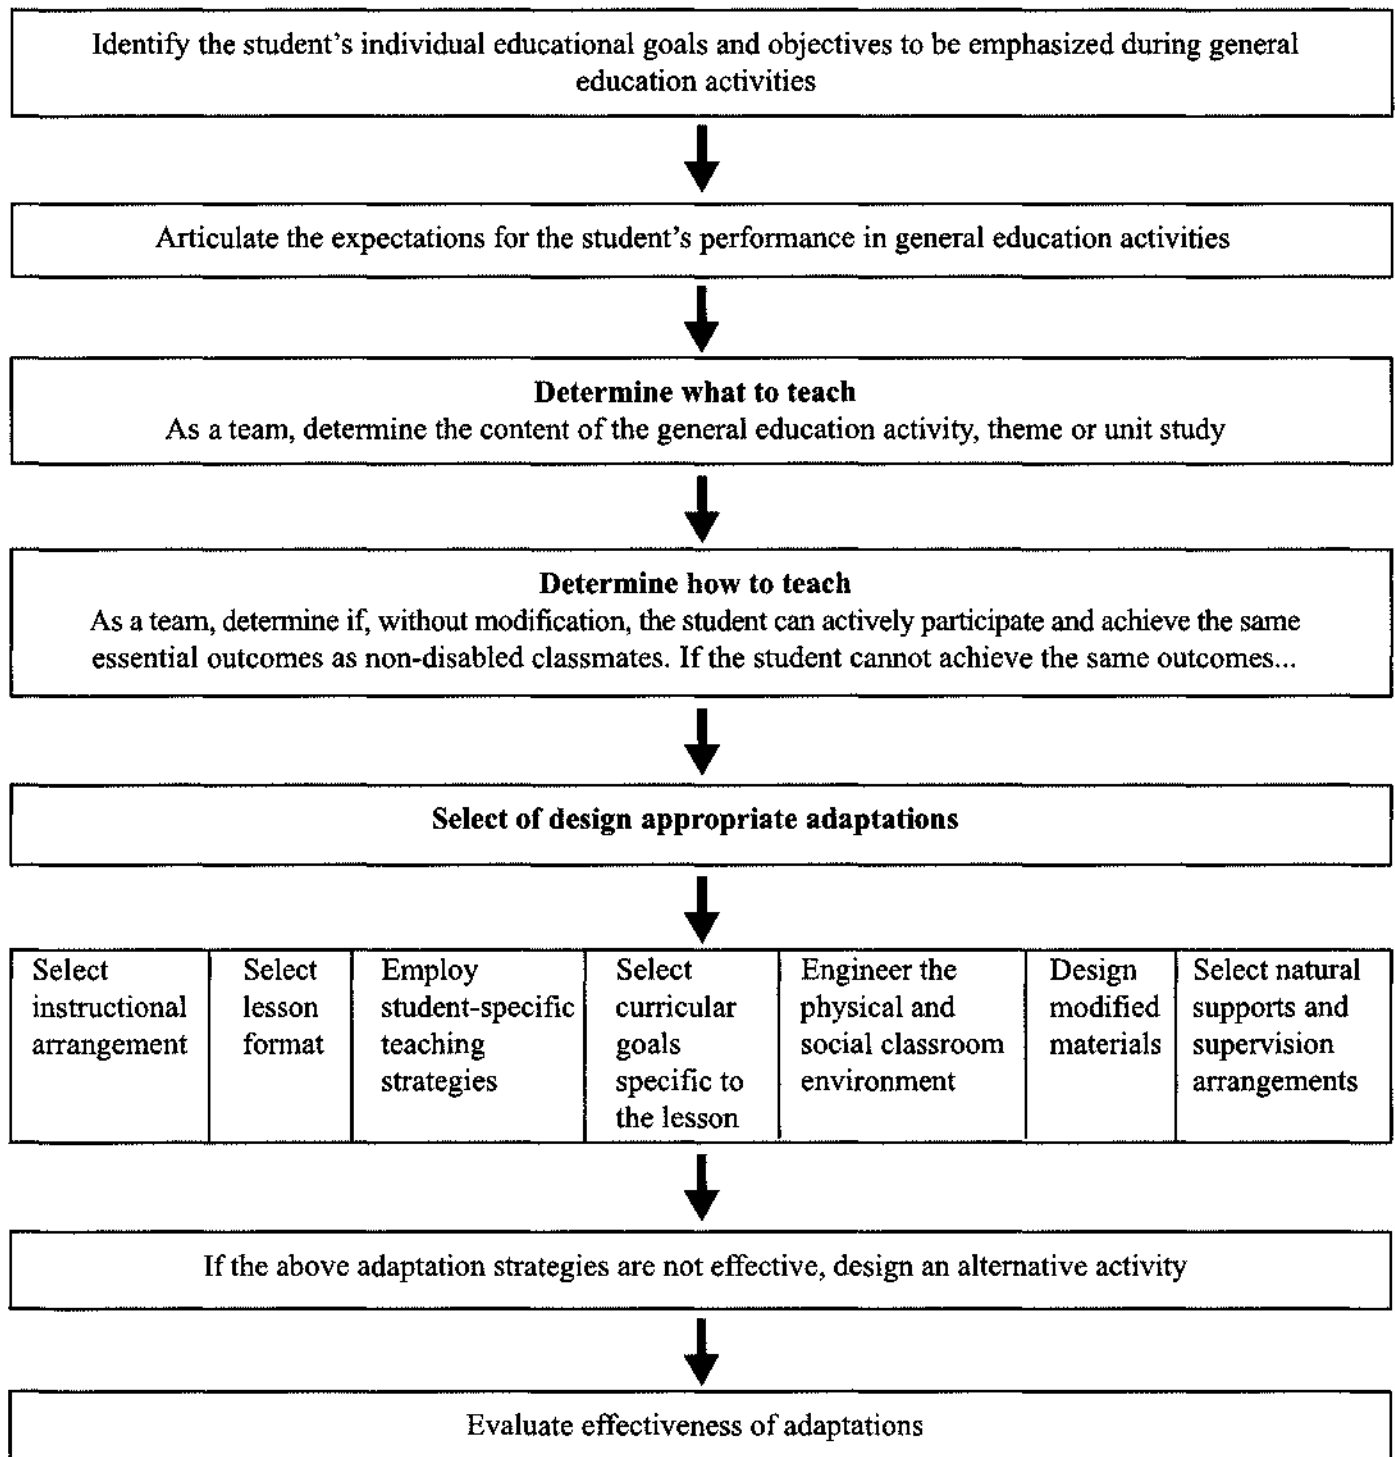 Identify the student's individual educational goals and objectives to be emphasized during general
education activities
Articulate the expectations for the student's performance in general education activities
Determine what to teach
As a team, determine the content of the general education activity, theme or unit study
Determine how to teach
As a team, determine if, without modification, the student can actively participate and achieve the same
essential outcomes as non-disabled classmates. If the student cannot achieve the same outcomes...
Select of design appropriate adaptations
Select
instructional
arrangement
Select
lesson
format
Employ
student-specific
teaching
strategies
Select
curricular
goals
specific to
the lesson
Engineer the
physical and
social classroom
environment
Design
modified
materials
Select natural
supports and
supervision
arrangements
If the above adaptation strategies are not effective, design an alternative activity
Evaluate effectiveness of adaptations